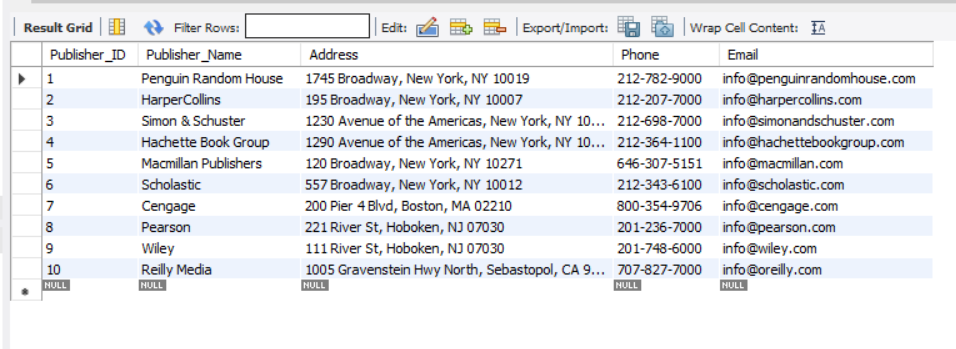 Result Grid Filter Rows: Edit: Export/Import: Wrap Cell Content: IA
Publisher_ID Publisher_Name Address Phone Email
1 Penguin Random House 1745 Broadway, New York, NY 10019 212-782-9000 info@penguinrandomhouse.com
2 HarperCollins 195 Broadway, New York, NY 10007 212-207-7000 info@harpercollins.com
3 Simon & Schuster 1230 Avenue of the Americas, New York, NY 10... 212-698-7000 info@simonandschuster.com
4 Hachette Book Group 1290 Avenue of the Americas, New York, NY 10... 212-364-1100 info@hachettebookgroup.com
5 Macmillan Publishers 120 Broadway, New York, NY 10271 646-307-5151 info@macmillan.com
6 Scholastic 557 Broadway, New York, NY 10012 212-343-6100 info@scholastic.com
7 Cengage 200 Pier 4 Blvd, Boston, MA 02210 800-354-9706 info@cengage.com
8 Pearson 221 River St, Hoboken, NJ 07030 201-236-7000 info@pearson.com
9 Wiley 111 River St, Hoboken, NJ 07030 201-748-6000 info@wiley.com
10 Reilly Media 1005 Gravenstein Hwy North, Sebastopol, CA 9... 707-827-7000 info@oreilly.com
NULL NULL NULL NULL NULL